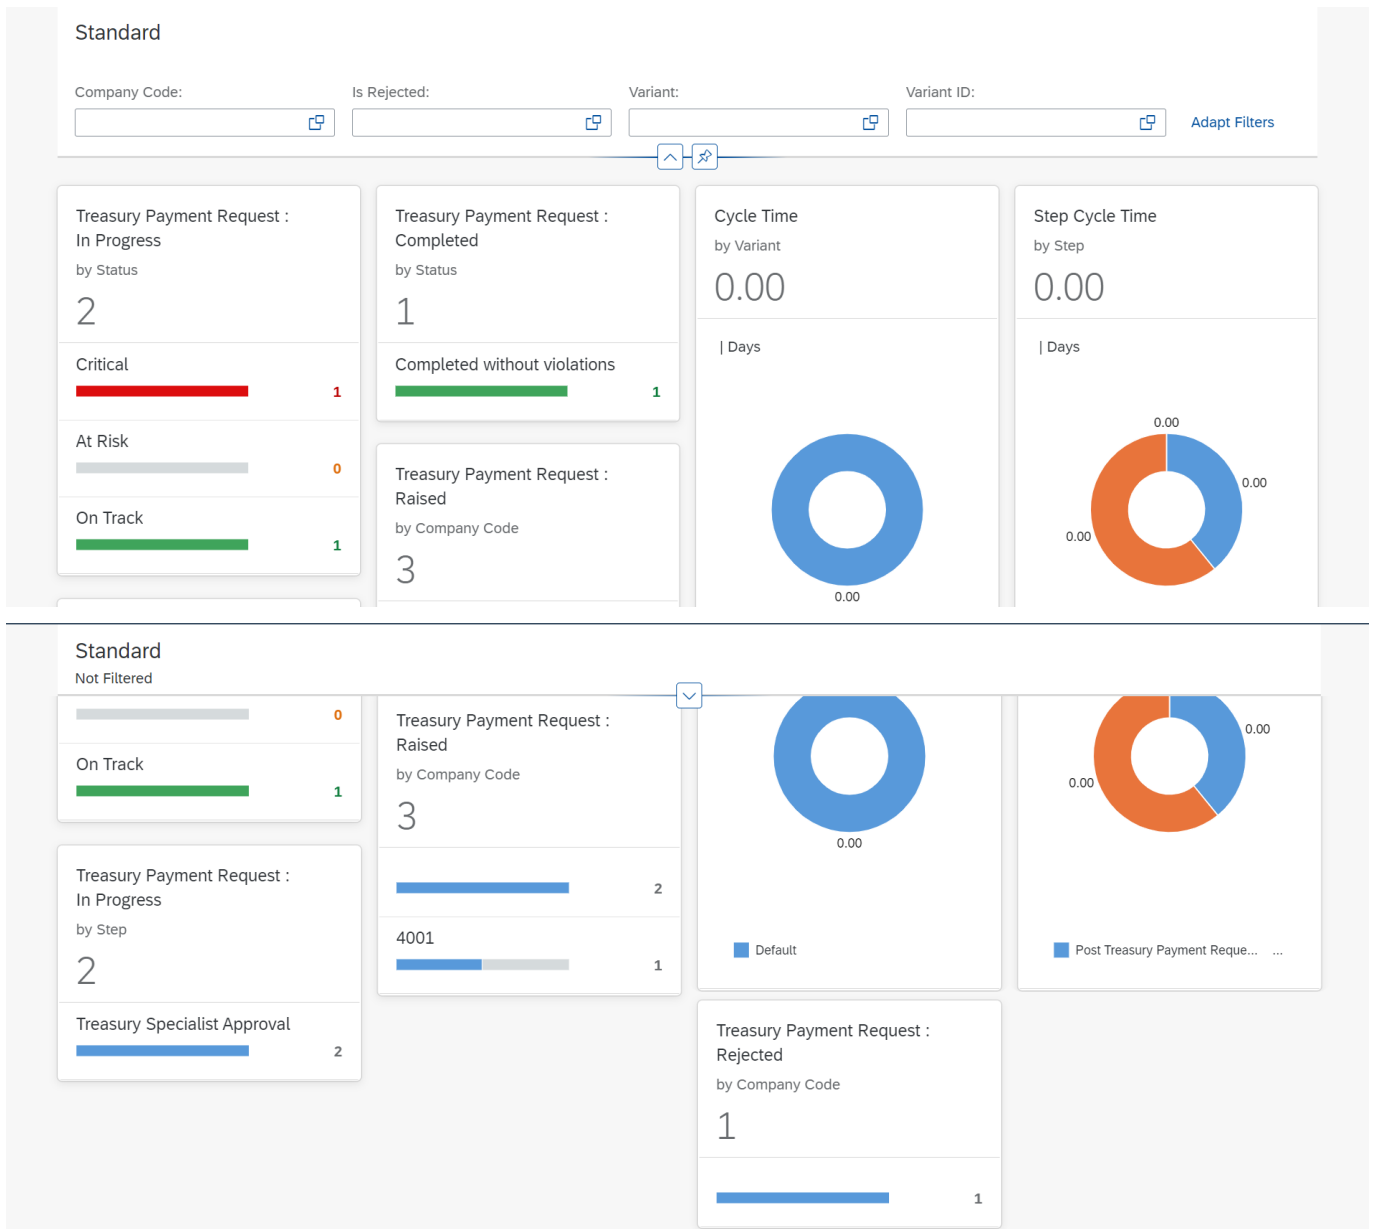 Standard
Company Code:
Is Rejected:
Variant:
Variant ID:
Adapt Filters
Treasury Payment Request :
In Progress
by Status
2
Critical
1
At Risk
0
On Track
1
Treasury Payment Request :
Completed
by Status
1
Completed without violations
1
Treasury Payment Request :
Raised
by Company Code
3
Cycle Time
by Variant
0.00
| Days
0.00
Step Cycle Time
by Step
0.00
| Days
0.00
0.00
0.00
Standard
Not Filtered
0
On Track
1
Treasury Payment Request :
In Progress
by Step
2
Treasury Specialist Approval
2
Treasury Payment Request :
Raised
by Company Code
3
2
4001
1
0.00
Default
Treasury Payment Request :
Rejected
by Company Code
1
1
0.00
0.00
Post Treasury Payment Reque... ...